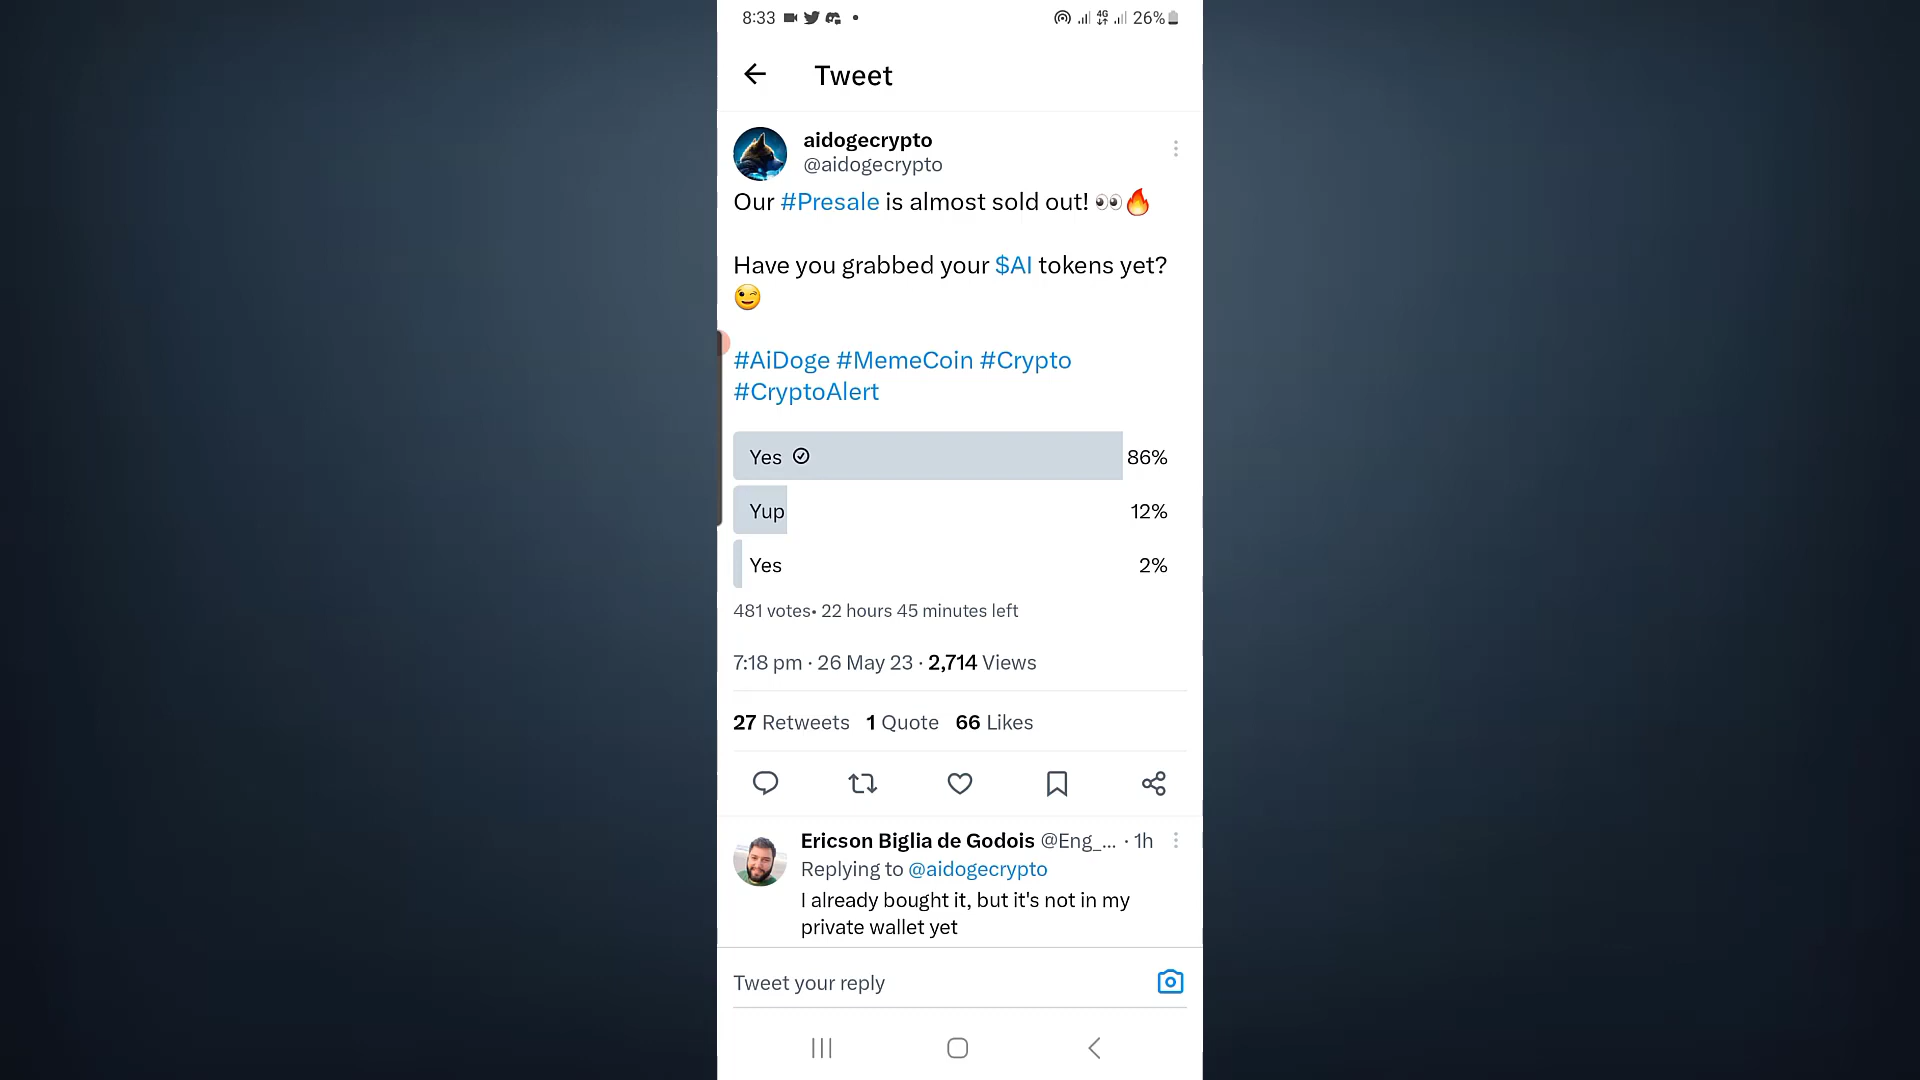 8:33
4G
26%
Tweet
aidogecrypto
@aidogecrypto
Our #Presale is almost sold out! 👀🔥
Have you grabbed your $AI tokens yet?
😉
#AiDoge #MemeCoin #Crypto
#CryptoAlert
Yes 86%
Yup 12%
Yes 2%
481 votes• 22 hours 45 minutes left
7:18 pm · 26 May 23 · 2,714 Views
27 Retweets 1 Quote 66 Likes
Ericson Biglia de Godois @Eng_... · 1h
Replying to @aidogecrypto
I already bought it, but it's not in my
private wallet yet
Tweet your reply